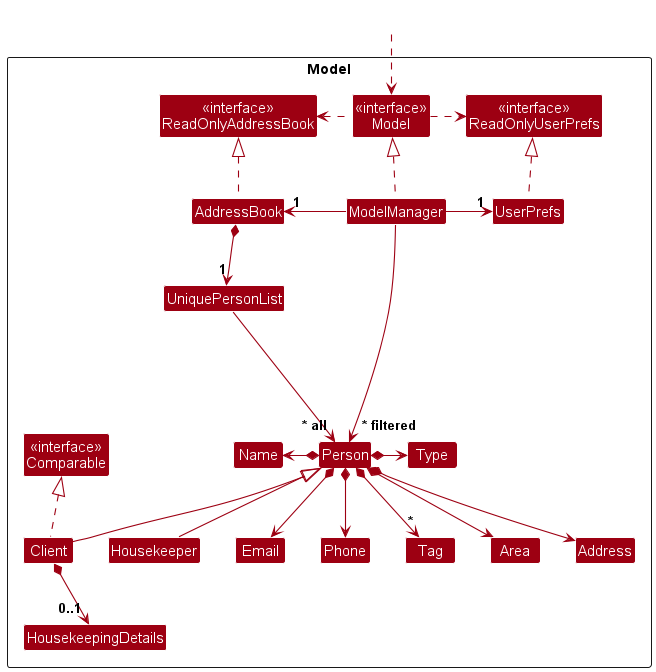 Model
«interface»
ReadOnlyAddressBook
«interface»
Model
«interface»
ReadOnlyUserPrefs
AddressBook
1
ModelManager
1
UserPrefs
1
UniquePersonList
* all
* filtered
«interface»
Comparable
Name
Person
Type
*
Client
Housekeeper
Email
Phone
Tag
Area
Address
0..1
HousekeepingDetails